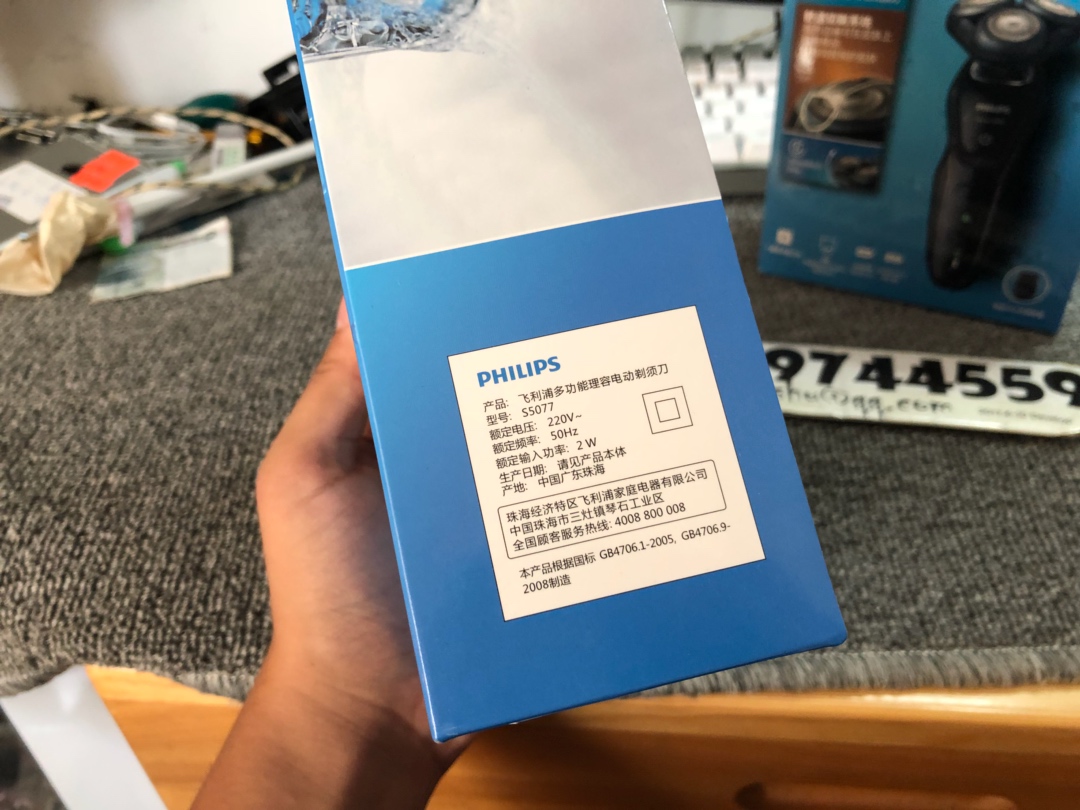 PHILIPS
产品: 飞利浦多功能理容电动剃须刀
型号: S5077
额定电压: 220V~
额定频率: 50Hz
额定输入功率: 2 W
生产日期: 请见产品本体
产地: 中国广东珠海
珠海经济特区飞利浦家庭电器有限公司
中国珠海市三灶镇琴石工业区
全国顾客服务热线: 4008 800 008
本产品根据国标 GB4706.1-2005, GB4706.9-
2008制造
PHILIPS
9744559
@qq.com